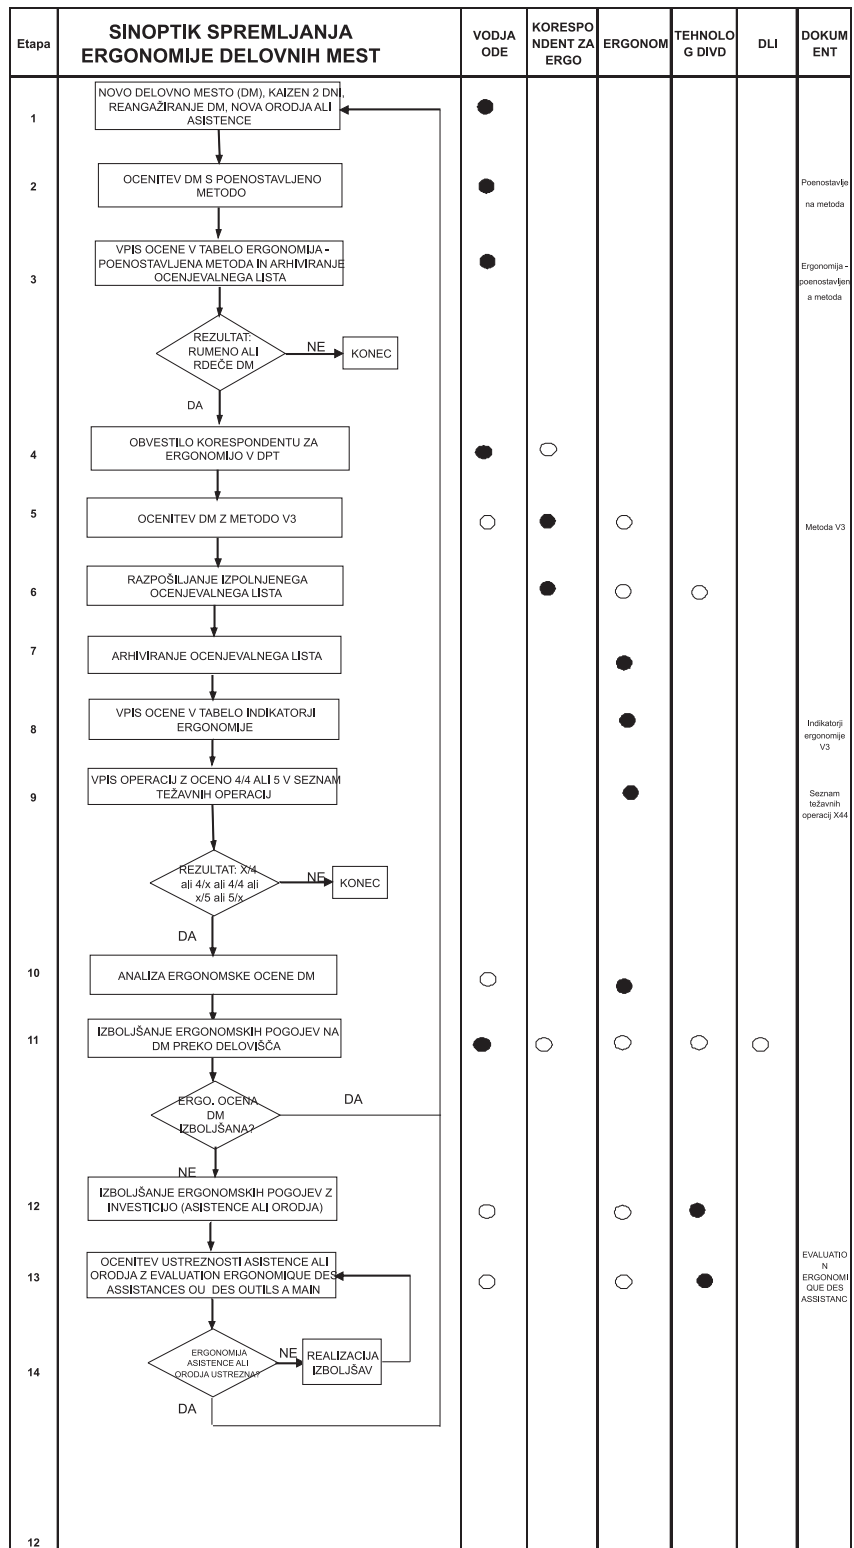 Etapa
SINOPTIK SPREMLJANJA
ERGONOMIJE DELOVNIH MEST
VODJA
ODE
KORESPO
NDENT ZA
ERGO
ERGONOM
TEHNOLO
G DIVD
DLI
DOKUM
ENT
1
NOVO DELOVNO MESTO (DM), KAIZEN 2 DNI,
REANGAŽIRANJE DM, NOVA ORODJA ALI
ASISTENCE
2
OCENITEV DM S POENOSTAVLJENO
METODO
Poenostavlje
na metoda
3
VPIS OCENE V TABELO ERGONOMIJA -
POENOSTAVLJENA METODA IN ARHIVIRANJE
OCENJEVALNEGA LISTA
Ergonomija -
poenostavljen
a metoda
REZULTAT:
RUMENO ALI
RDEČE DM
NE
KONEC
DA
4
OBVESTILO KORESPONDENTU ZA
ERGONOMIJO V DPT
5
OCENITEV DM Z METODO V3
Metoda V3
6
RAZPOŠILJANJE IZPOLNJENEGA
OCENJEVALNEGA LISTA
7
ARHIVIRANJE OCENJEVALNEGA LISTA
8
VPIS OCENE V TABELO INDIKATORJI
ERGONOMIJE
Indikatorji
ergonomije
V3
9
VPIS OPERACIJ Z OCENO 4/4 ALI 5 V SEZNAM
TEŽAVNIH OPERACIJ
Seznam
težavnih
operacij X44
REZULTAT: X/4
ali 4/x ali 4/4 ali
x/5 ali 5/x
NE
KONEC
DA
10
ANALIZA ERGONOMSKE OCENE DM
11
IZBOLJŠANJE ERGONOMSKIH POGOJEV NA
DM PREKO DELOVIŠČA
ERGO. OCENA
DM
IZBOLJŠANA?
DA
NE
12
IZBOLJŠANJE ERGONOMSKIH POGOJEV Z
INVESTICIJO (ASISTENCE ALI ORODJA)
13
OCENITEV USTREZNOSTI ASISTENCE ALI
ORODJA Z EVALUATION ERGONOMIQUE DES
ASSISTANCES OU DES OUTILS A MAIN
EVALUATIO
N
ERGONOMI
QUE DES
ASSISTANC
14
ERGONOMIJA
ASISTENCE ALI
ORODJA USTREZNA?
NE
REALIZACIJA
IZBOLJŠAV
DA
12